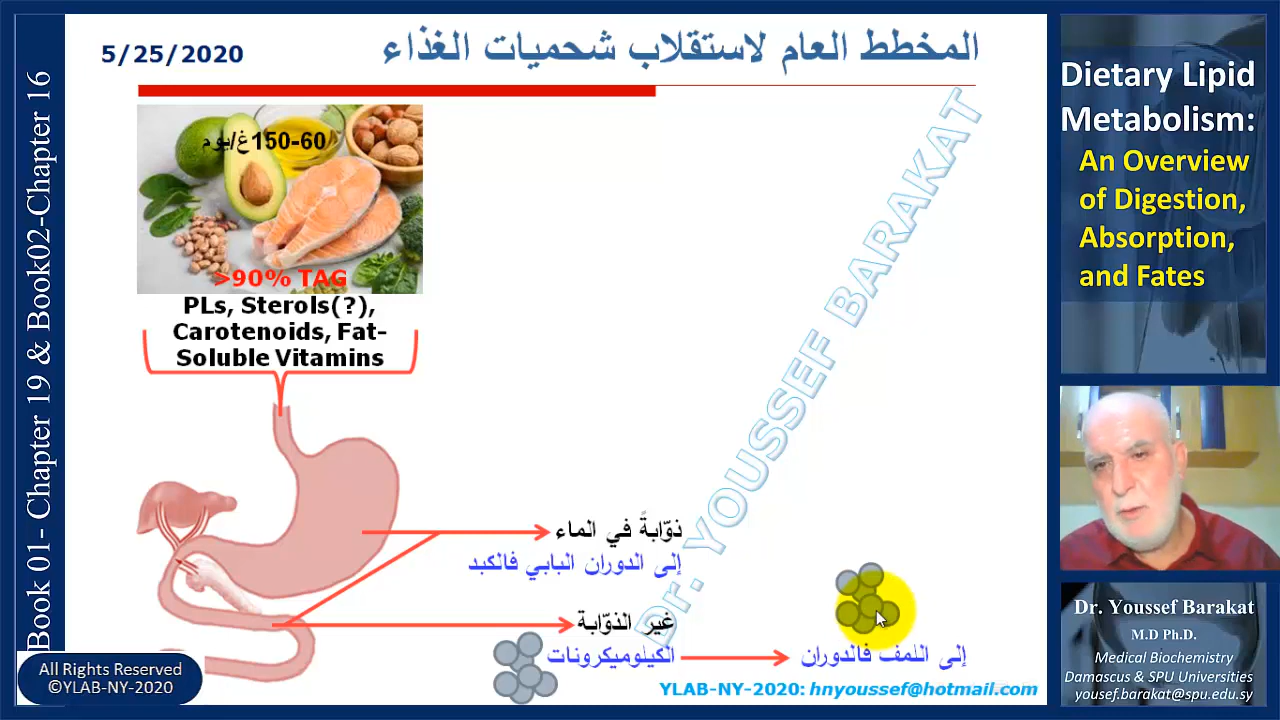 المخطط العام لاستقلاب شحميات الغذاء
5/25/2020
60-150غ/يوم
>90% TAG
PLs, Sterols(?),
Carotenoids, Fat-
Soluble Vitamins
ذوّابةً في الماء
إلى الدوران البابي فالكبد
غير الذوّابة
الكيلوميكرونات
إلى اللمف فالدوران
YLAB-NY-2020: hnyoussef@hotmail.com
Dr. YOUSSEF BARAKAT
Book 01- Chapter 19 & Book02-Chapter 16
All Rights Reserved
©YLAB-NY-2020
Dietary Lipid
Metabolism:
An Overview
of Digestion,
Absorption,
and Fates
Dr. Youssef Barakat
M.D Ph.D.
Medical Biochemistry
Damascus & SPU Universities
yousef.barakat@spu.edu.sy